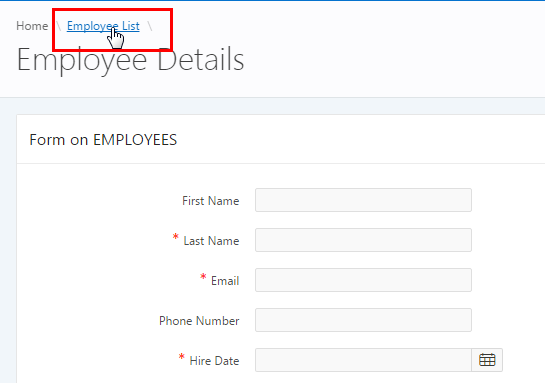 Home \ Employee List \
Employee Details
Form on EMPLOYEES
First Name
* Last Name
* Email
Phone Number
* Hire Date